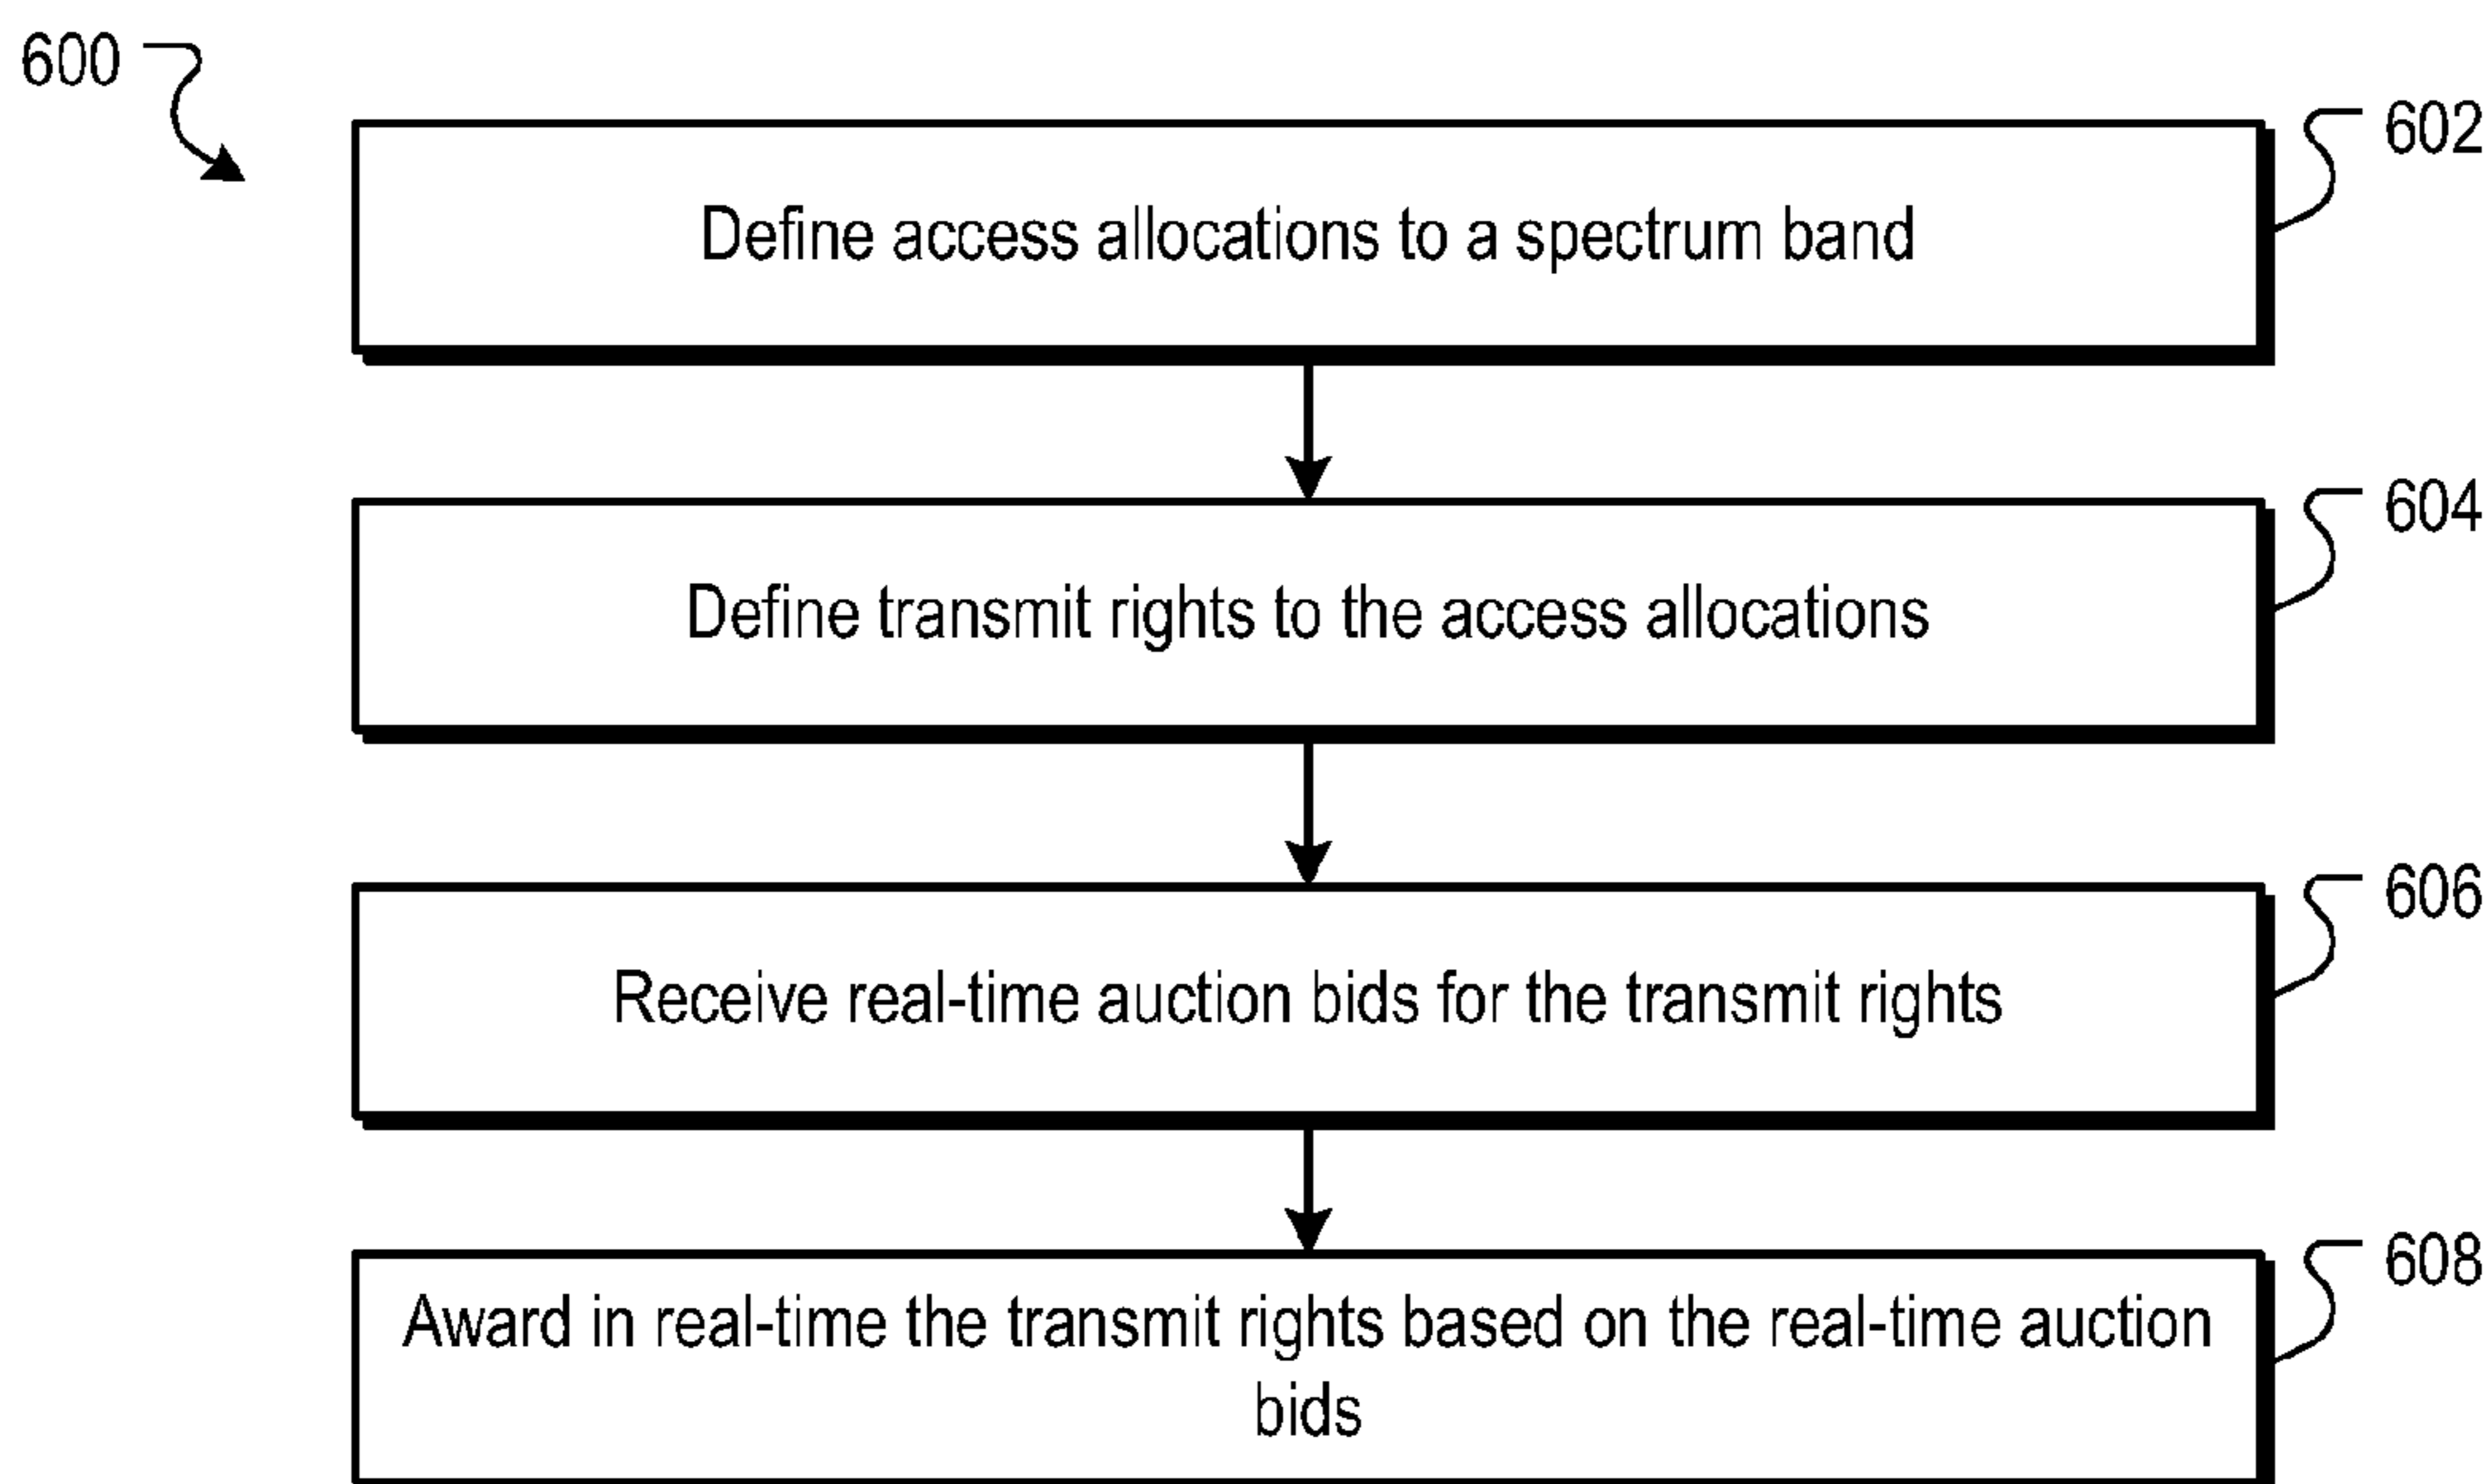 600
602
Define access allocations to a spectrum band
604
Define transmit rights to the access allocations
606
Receive real-time auction bids for the transmit rights
608
Award in real-time the transmit rights based on the real-time auction
bids